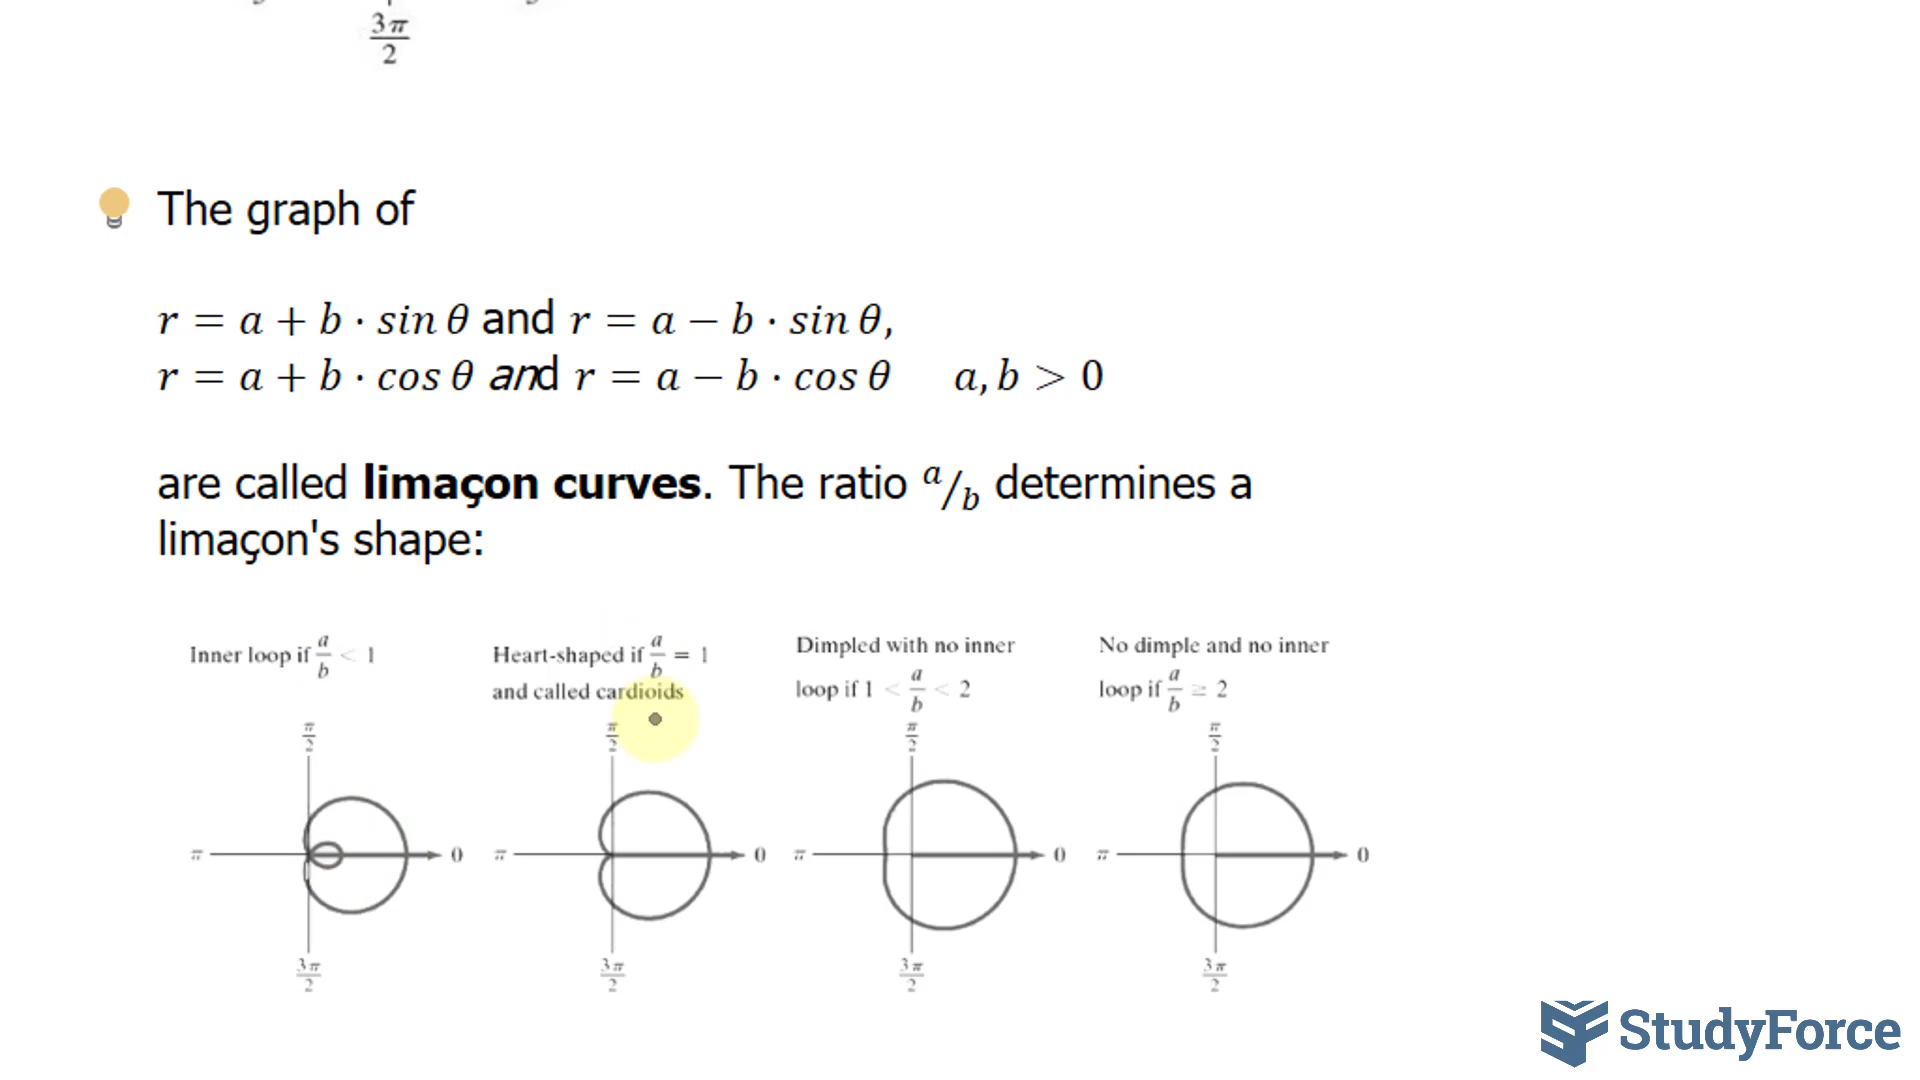 3π/2
The graph of
r = a + b · sin θ and r = a − b · sin θ,
r = a + b · cos θ and r = a − b · cos θ a, b > 0
are called limaçon curves. The ratio a/b determines a
limaçon's shape:
Inner loop if a/b < 1
Heart-shaped if a/b = 1
and called cardioids
Dimpled with no inner
loop if 1 < a/b < 2
No dimple and no inner
loop if a/b ≥ 2
π/2 π/2 π/2 π/2
π 0 π 0 π 0 π 0
3π/2 3π/2 3π/2 3π/2
StudyForce